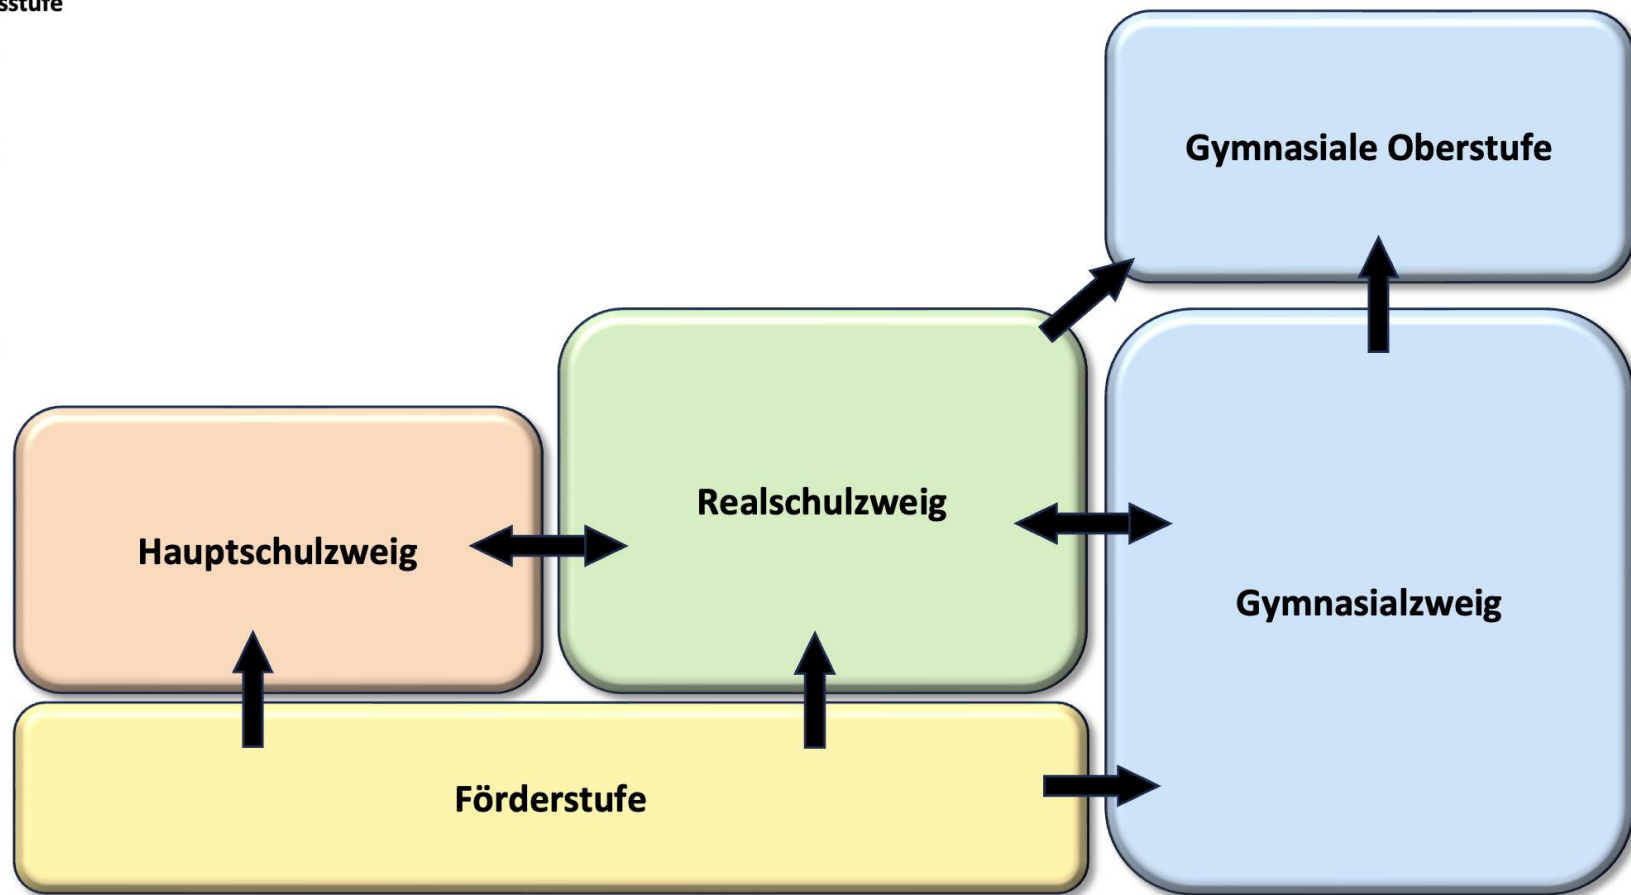 Gymnasiale Oberstufe
Realschulzweig
Hauptschulzweig
Gymnasialzweig
Förderstufe